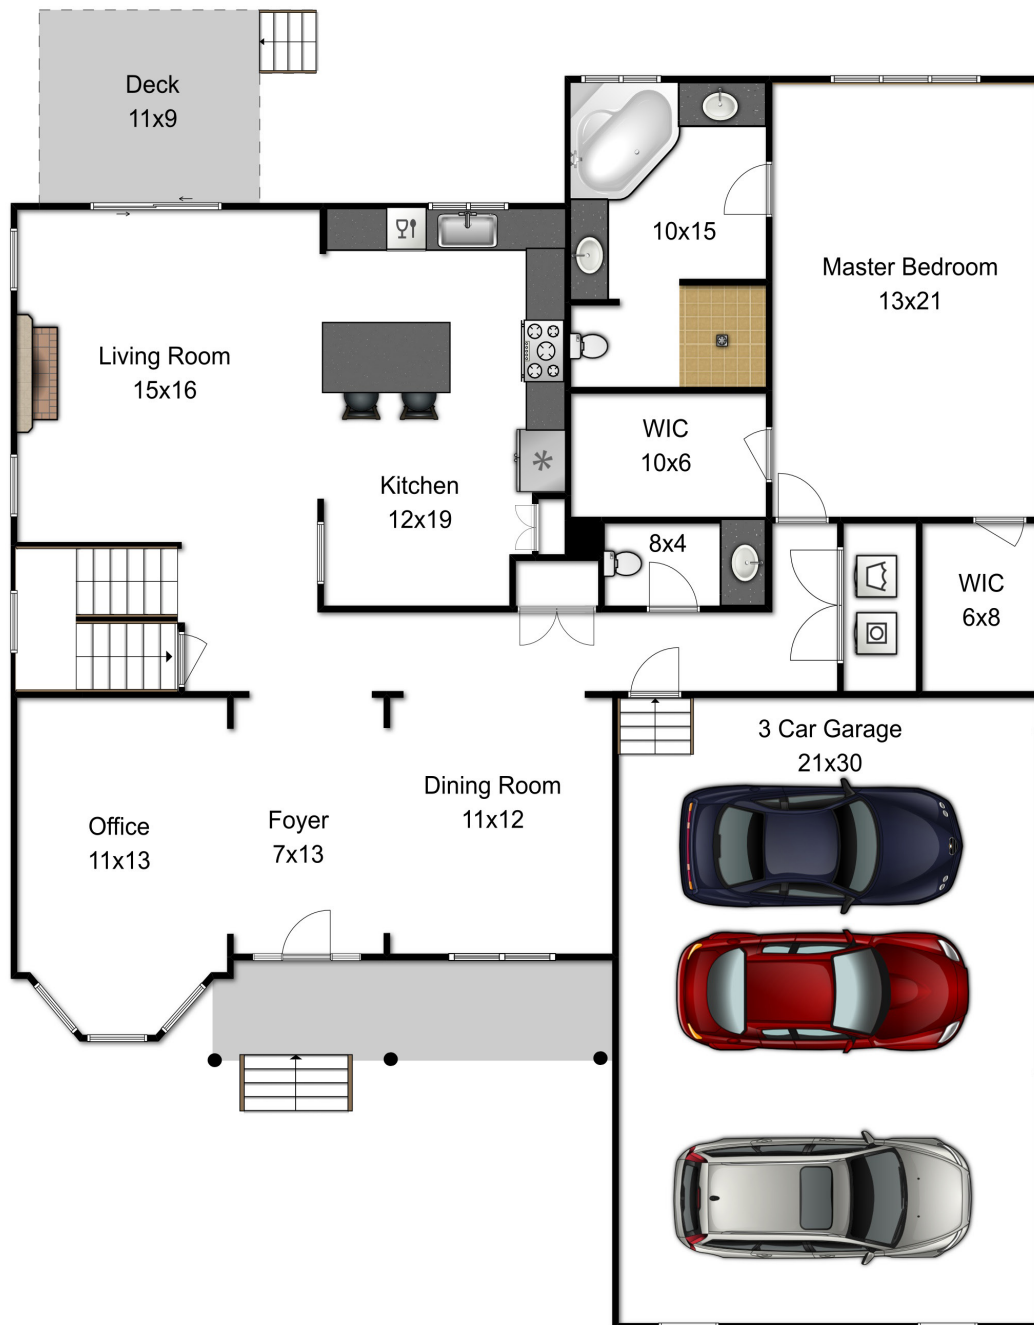 Deck
11x9
10x15
Master Bedroom
13x21
Living Room
15x16
WIC
10x6
Kitchen
12x19
8x4
WIC
6x8
3 Car Garage
21x30
Dining Room
11x12
Office
11x13
Foyer
7x13